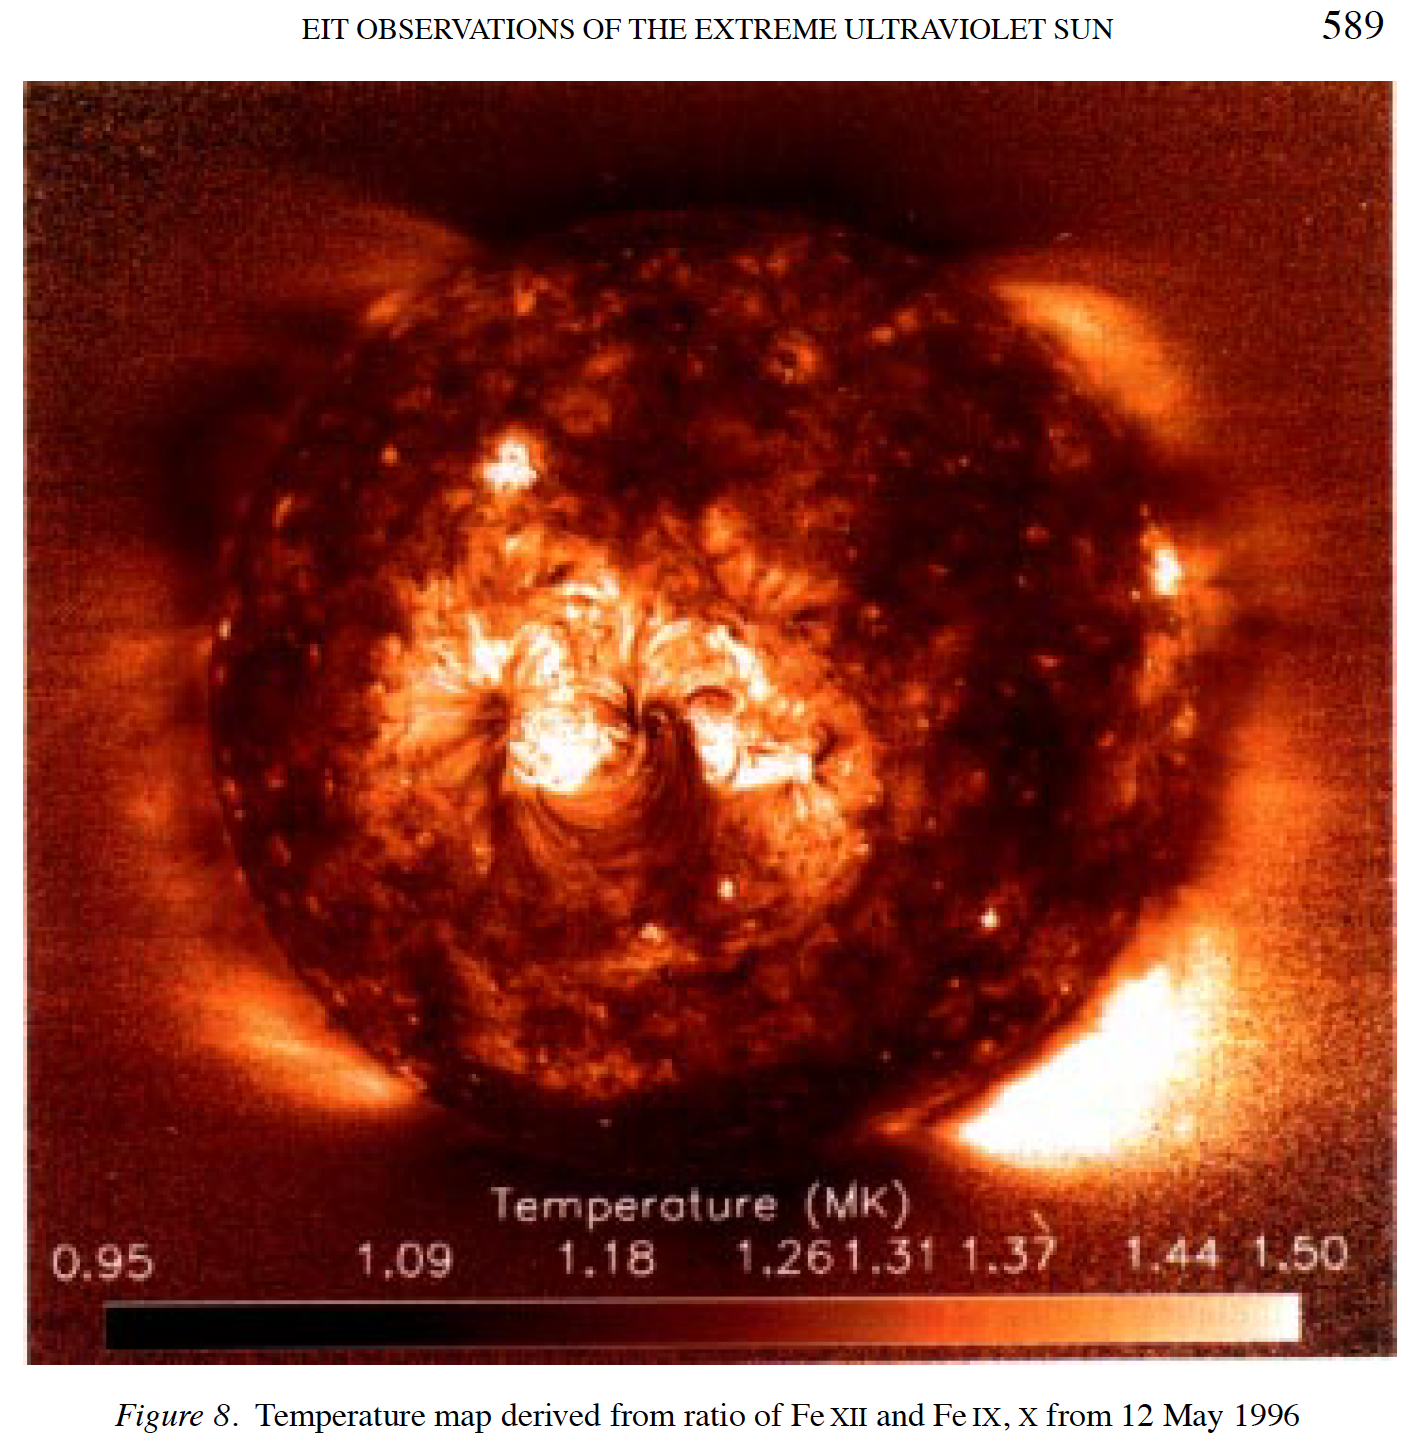 EIT OBSERVATIONS OF THE EXTREME ULTRAVIOLET SUN 589
Temperature (MK)
0.95 1.09 1.18 1.26 1.31 1.37 1.44 1.50
Figure 8. Temperature map derived from ratio of Fe XII and Fe IX, X from 12 May 1996